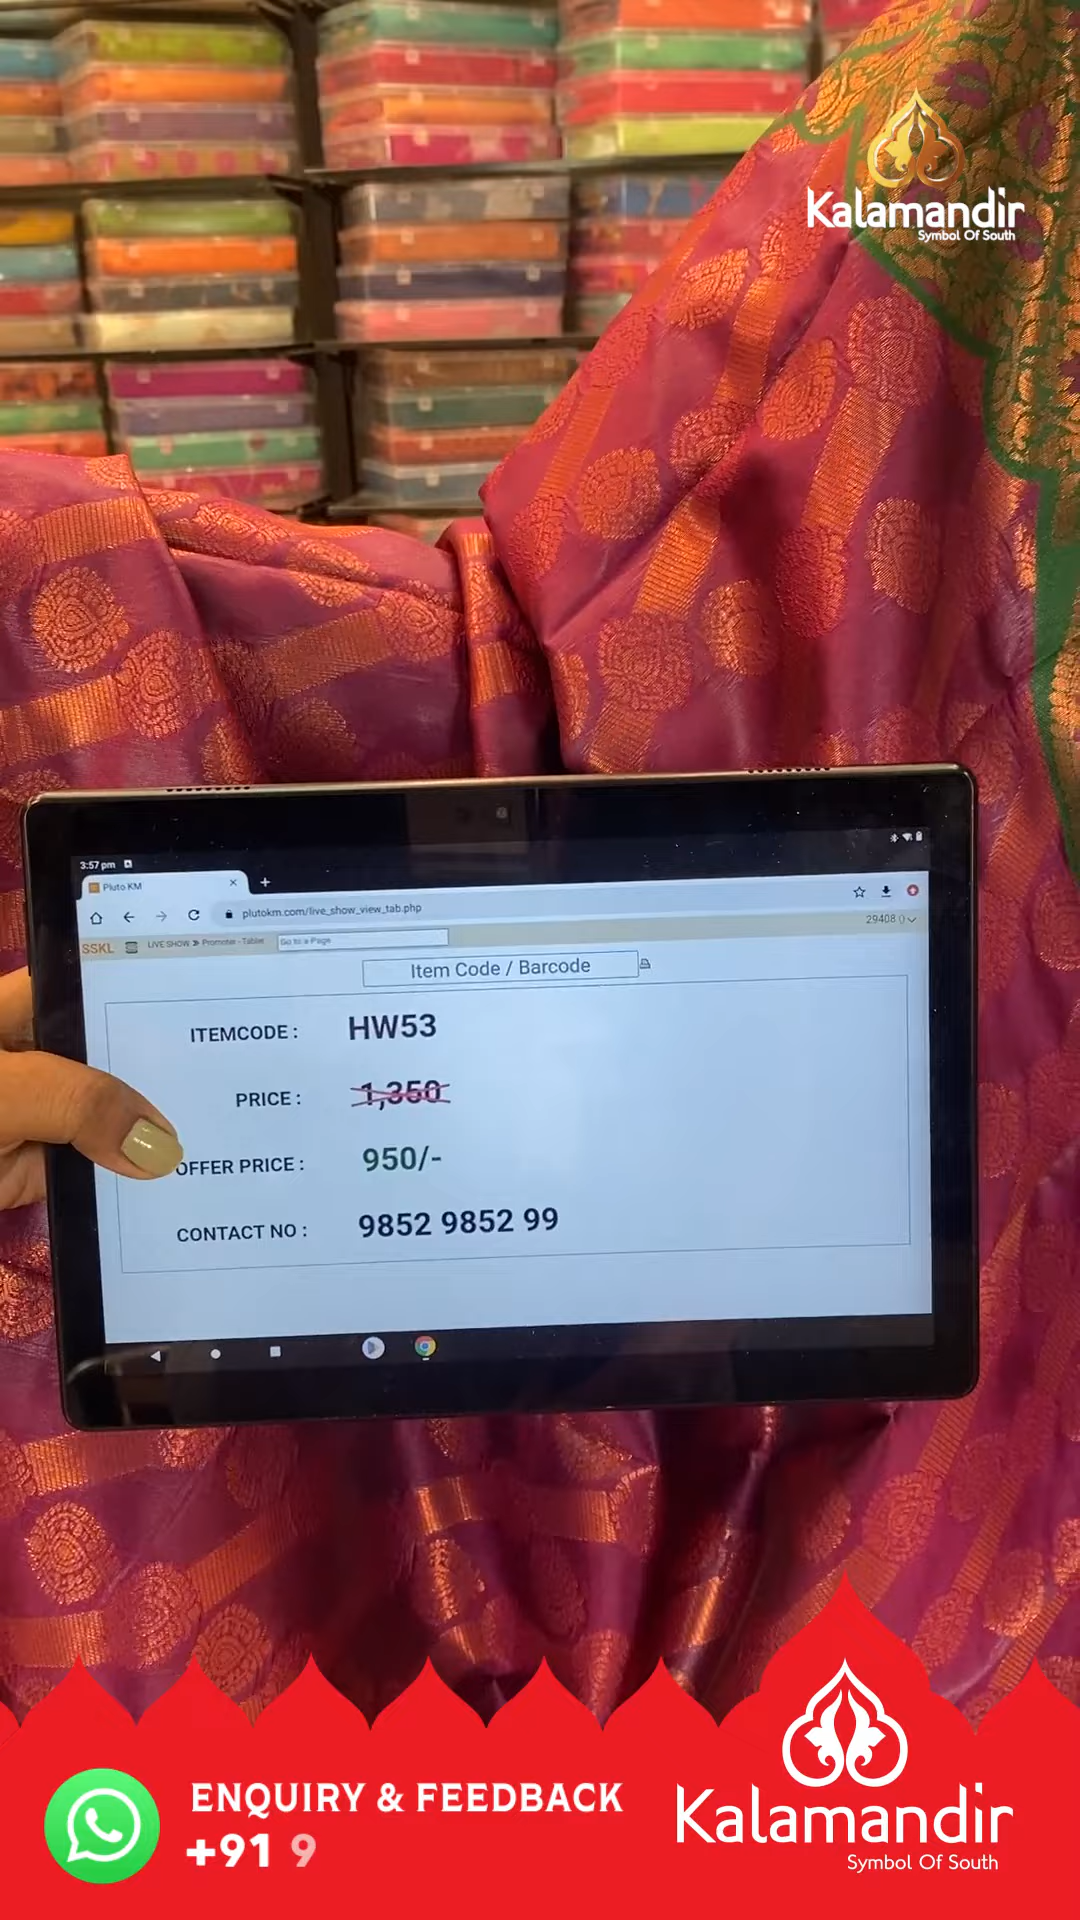 Kalamandir
Symbol Of South
3:57 pm
Pluto KM
plutokm.com/live_show_view_tab.php
29408 ()
SSKL
LIVE SHOW » Promoter - Tablet
Go to a Page
Item Code / Barcode
ITEMCODE : HW53
PRICE : 1,350
OFFER PRICE : 950/-
CONTACT NO : 9852 9852 99
ENQUIRY & FEEDBACK
+91 9
Kalamandir
Symbol Of South